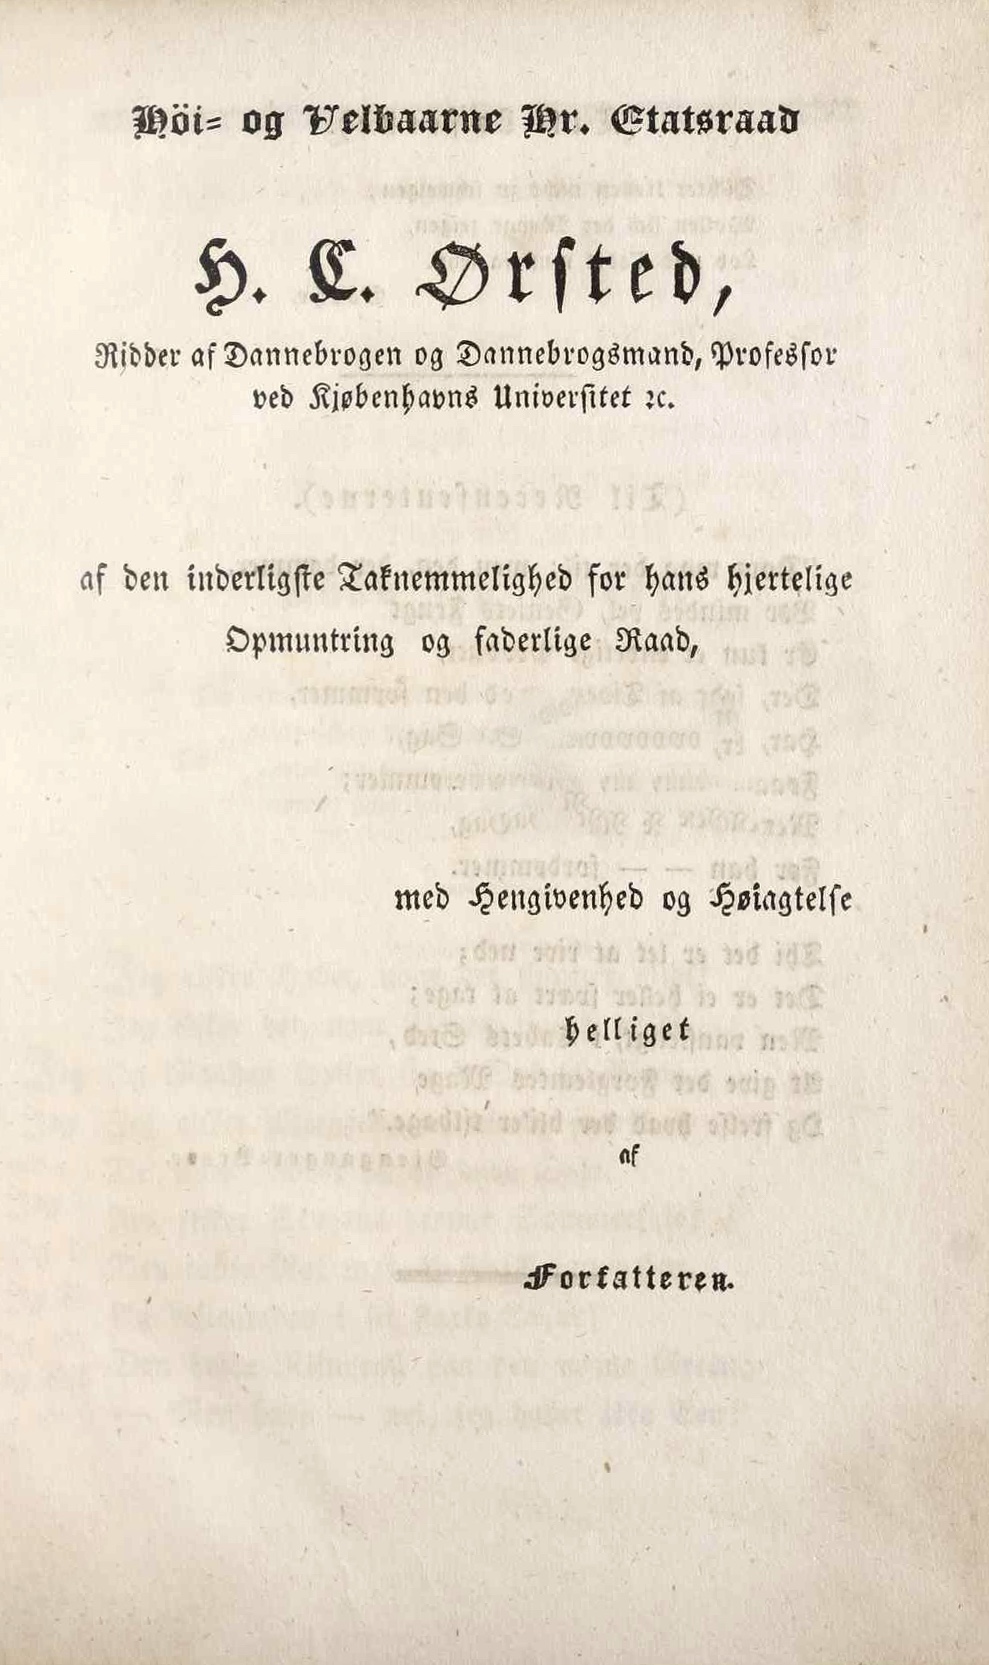 Höi- og Velbaarne Hr. Etatsraad
H. C. Ørsted,
Ridder af Dannebrogen og Dannebrogsmand, Professor
ved Kjøbenhavns Universitet ꝛc.
af den inderligste Taknemmelighed for hans hjertelige
Opmuntring og faderlige Raad,
med Hengivenhed og Høiagtelse
helliget
af
Forfatteren.